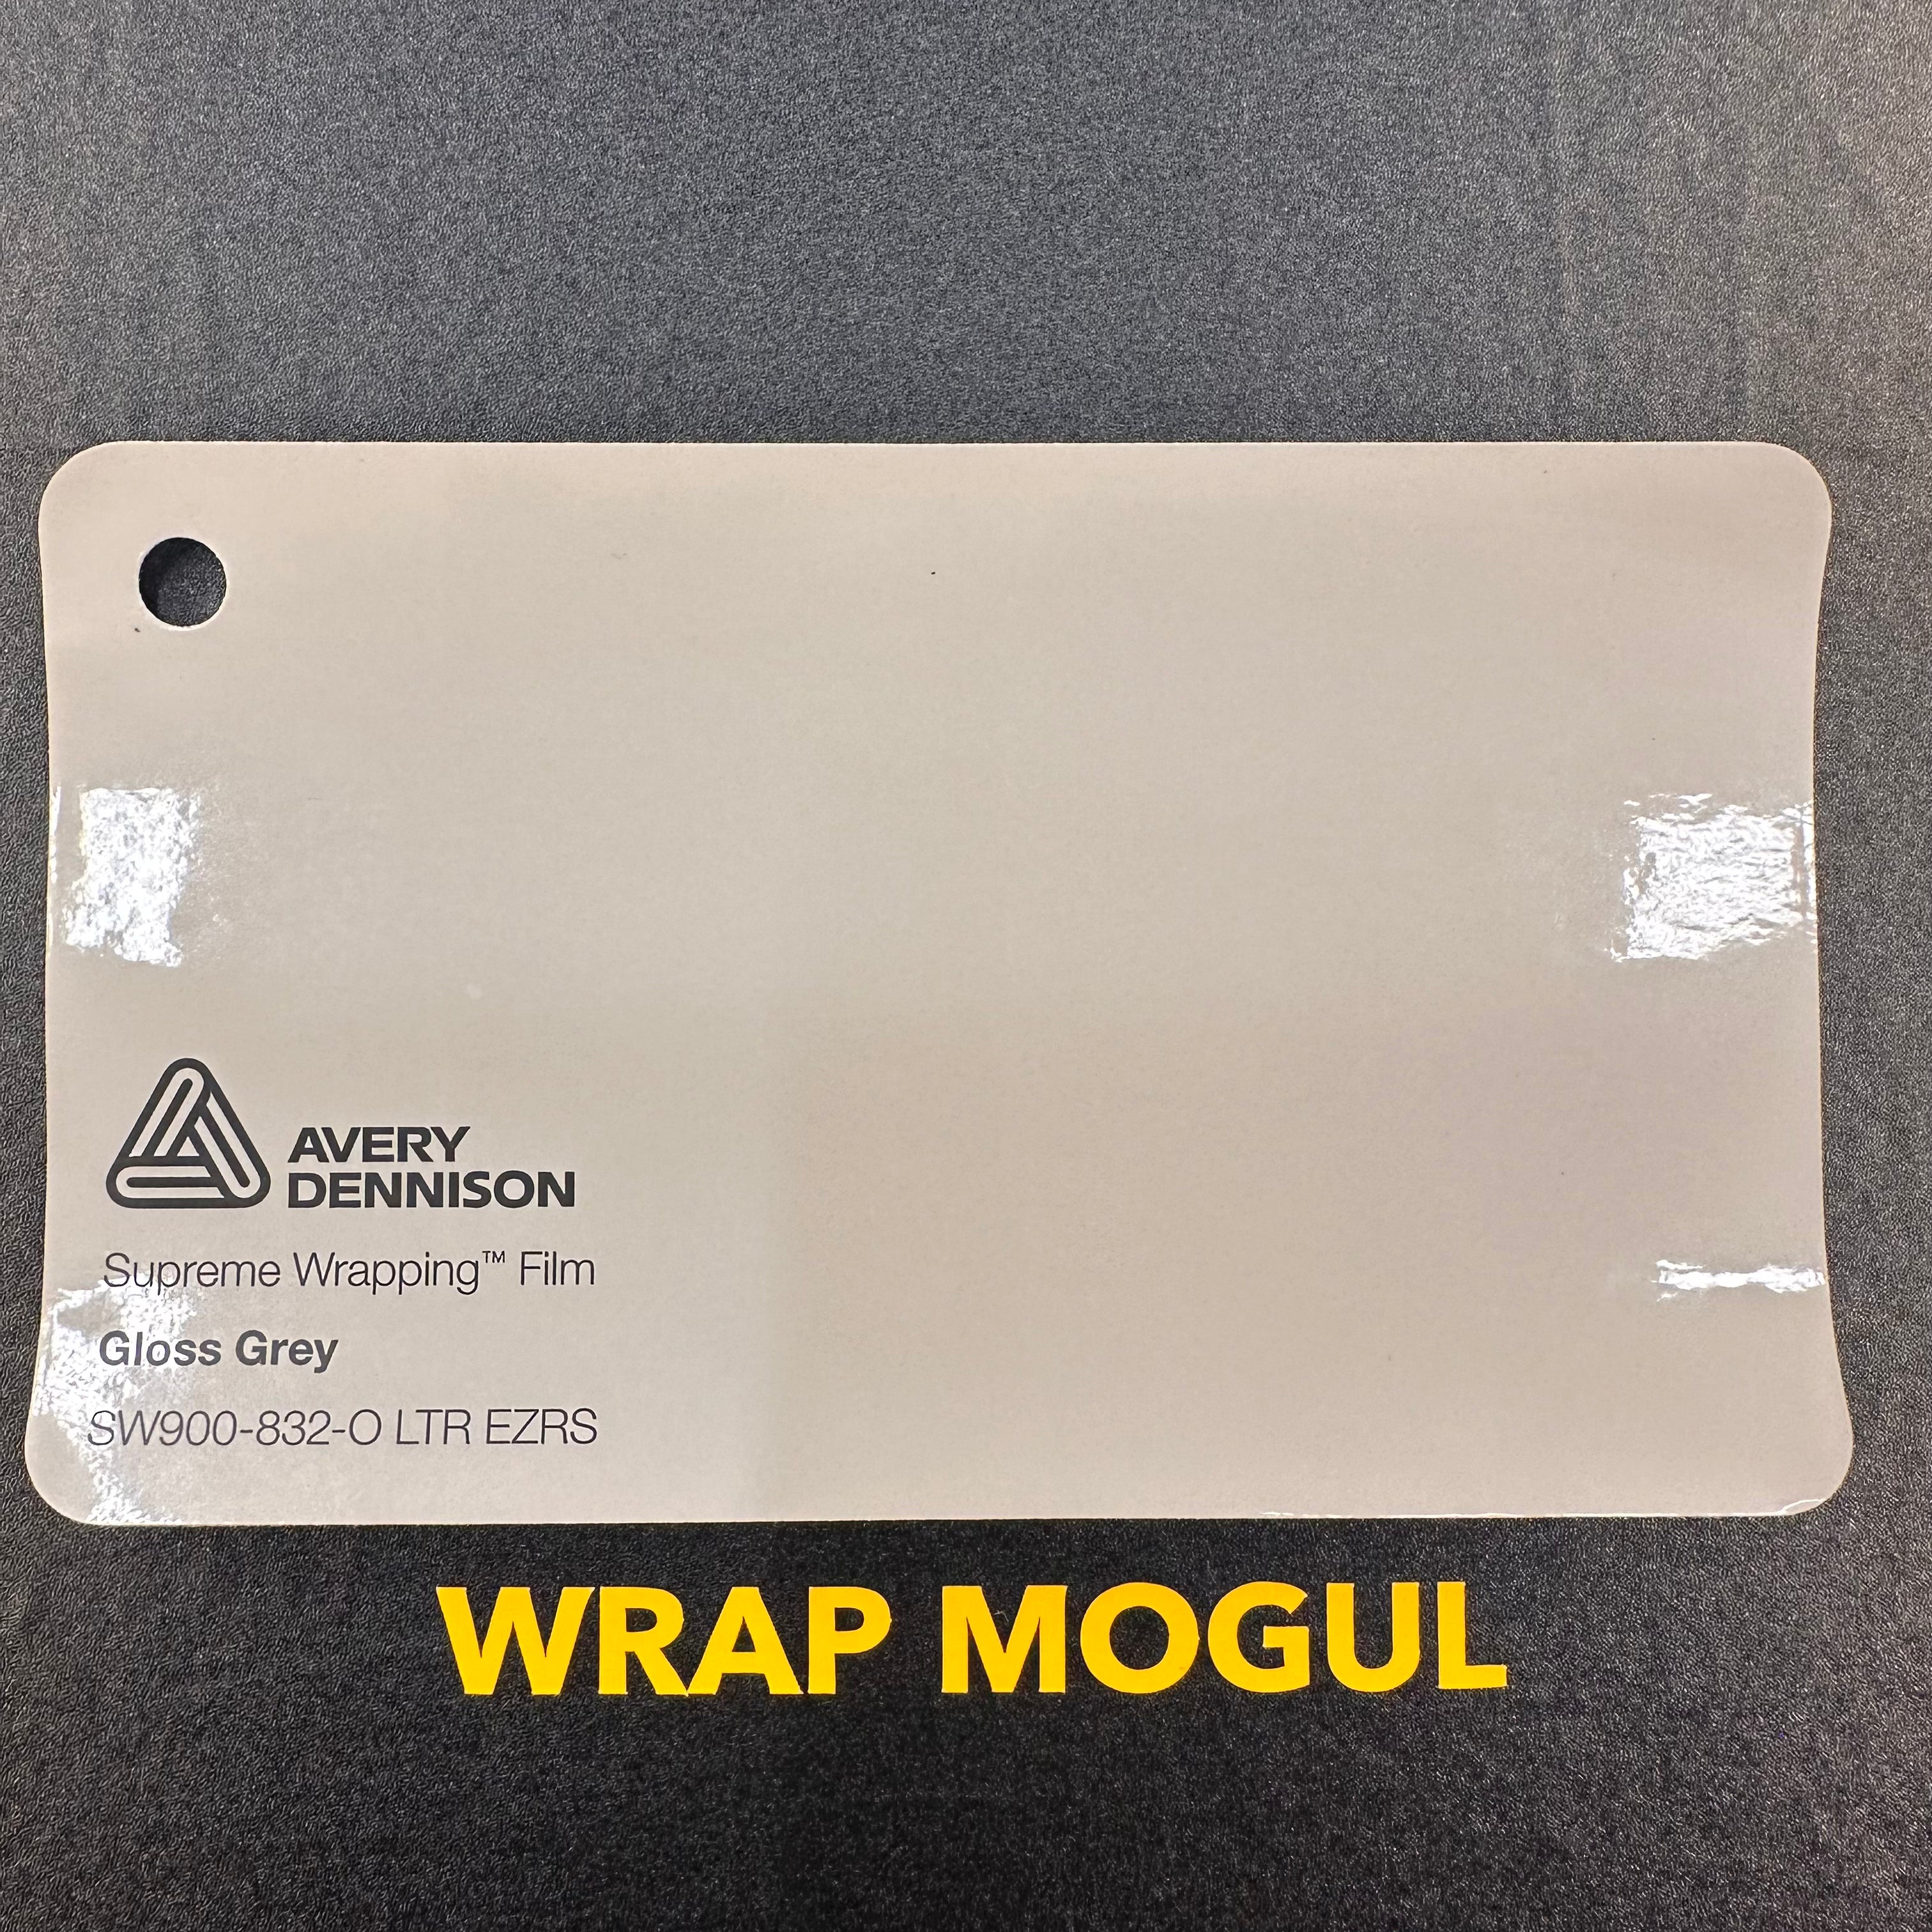 AVERY
DENNISON
Supreme Wrapping™ Film
Gloss Grey
SW900-832-O LTR EZRS
WRAP MOGUL